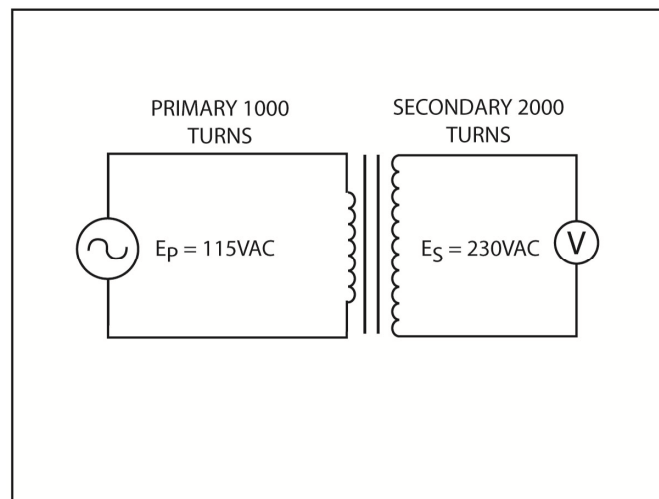 PRIMARY 1000
TURNS
SECONDARY 2000
TURNS
EP = 115VAC
ES = 230VAC
V